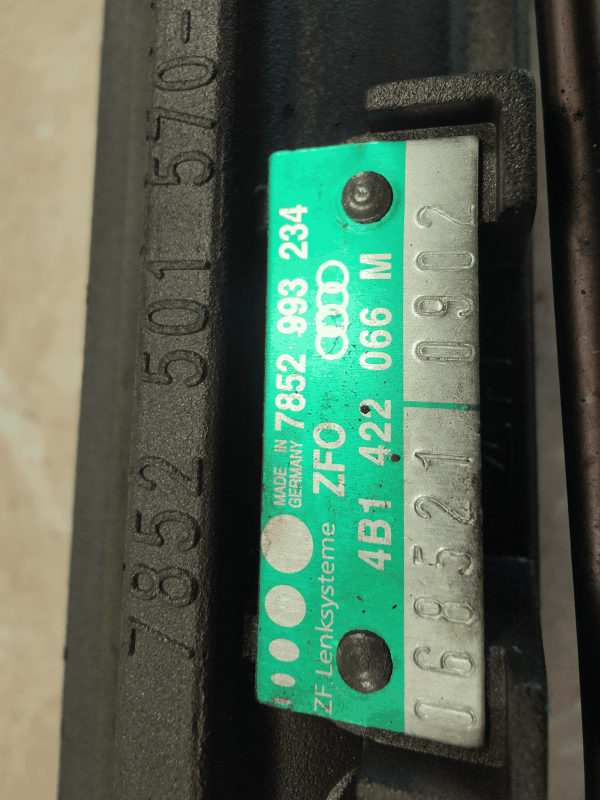 7852 501 570-
MADE IN
GERMANY
7852 993 234
ZF Lenksysteme
ZFO
4B1 422 066 M
068521 0902